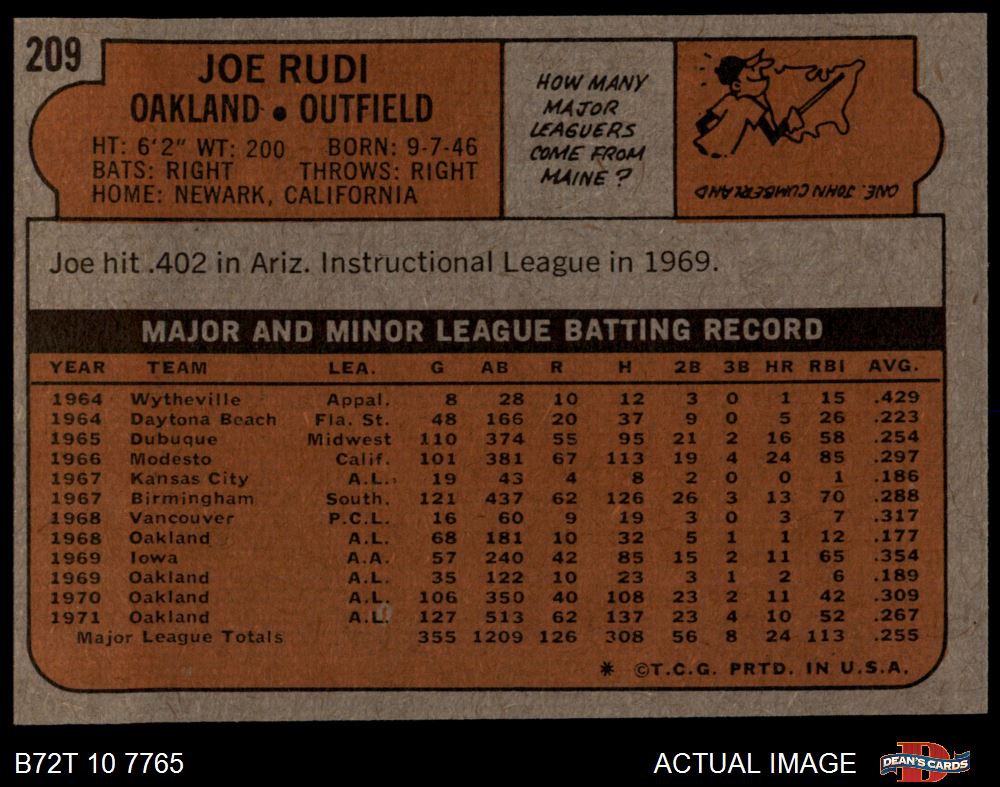 209
JOE RUDI
OAKLAND • OUTFIELD
HT: 6'2" WT: 200 BORN: 9-7-46
BATS: RIGHT THROWS: RIGHT
HOME: NEWARK, CALIFORNIA
HOW MANY
MAJOR
LEAGUERS
COME FROM
MAINE ?
ONE. JOHN CUMBERLAND
Joe hit .402 in Ariz. Instructional League in 1969.
MAJOR AND MINOR LEAGUE BATTING RECORD
YEAR TEAM LEA. G AB R H 2B 3B HR RBI AVG.
1964 Wytheville Appal. 8 28 10 12 3 0 1 15 .429
1964 Daytona Beach Fla. St. 48 166 20 37 9 0 5 26 .223
1965 Dubuque Midwest 110 374 55 95 21 2 16 58 .254
1966 Modesto Calif. 101 381 67 113 19 4 24 85 .297
1967 Kansas City A.L. 19 43 4 8 2 0 0 1 .186
1967 Birmingham South. 121 437 62 126 26 3 13 70 .288
1968 Vancouver P.C.L. 16 60 9 19 3 0 3 7 .317
1968 Oakland A.L. 68 181 10 32 5 1 1 12 .177
1969 Iowa A.A. 57 240 42 85 15 2 11 65 .354
1969 Oakland A.L. 35 122 10 23 3 1 2 6 .189
1970 Oakland A.L. 106 350 40 108 23 2 11 42 .309
1971 Oakland A.L. 127 513 62 137 23 4 10 52 .267
Major League Totals 355 1209 126 308 56 8 24 113 .255
* ©T.C.G. PRTD. IN U.S.A.
B72T 10 7765
ACTUAL IMAGE
D
DEAN'S CARDS